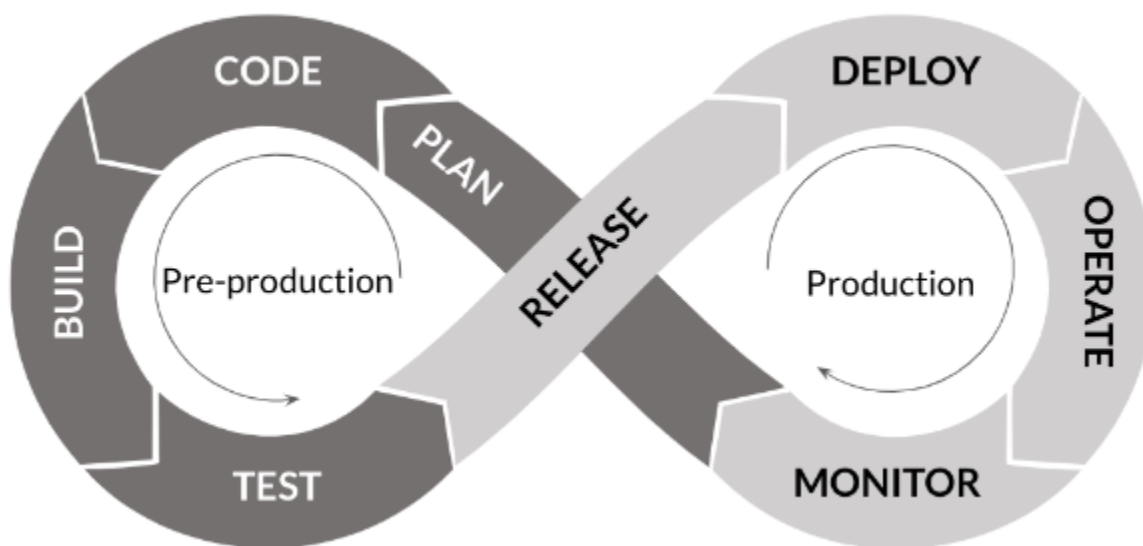 CODE
DEPLOY
PLAN
BUILD
Pre-production
RELEASE
Production
OPERATE
TEST
MONITOR